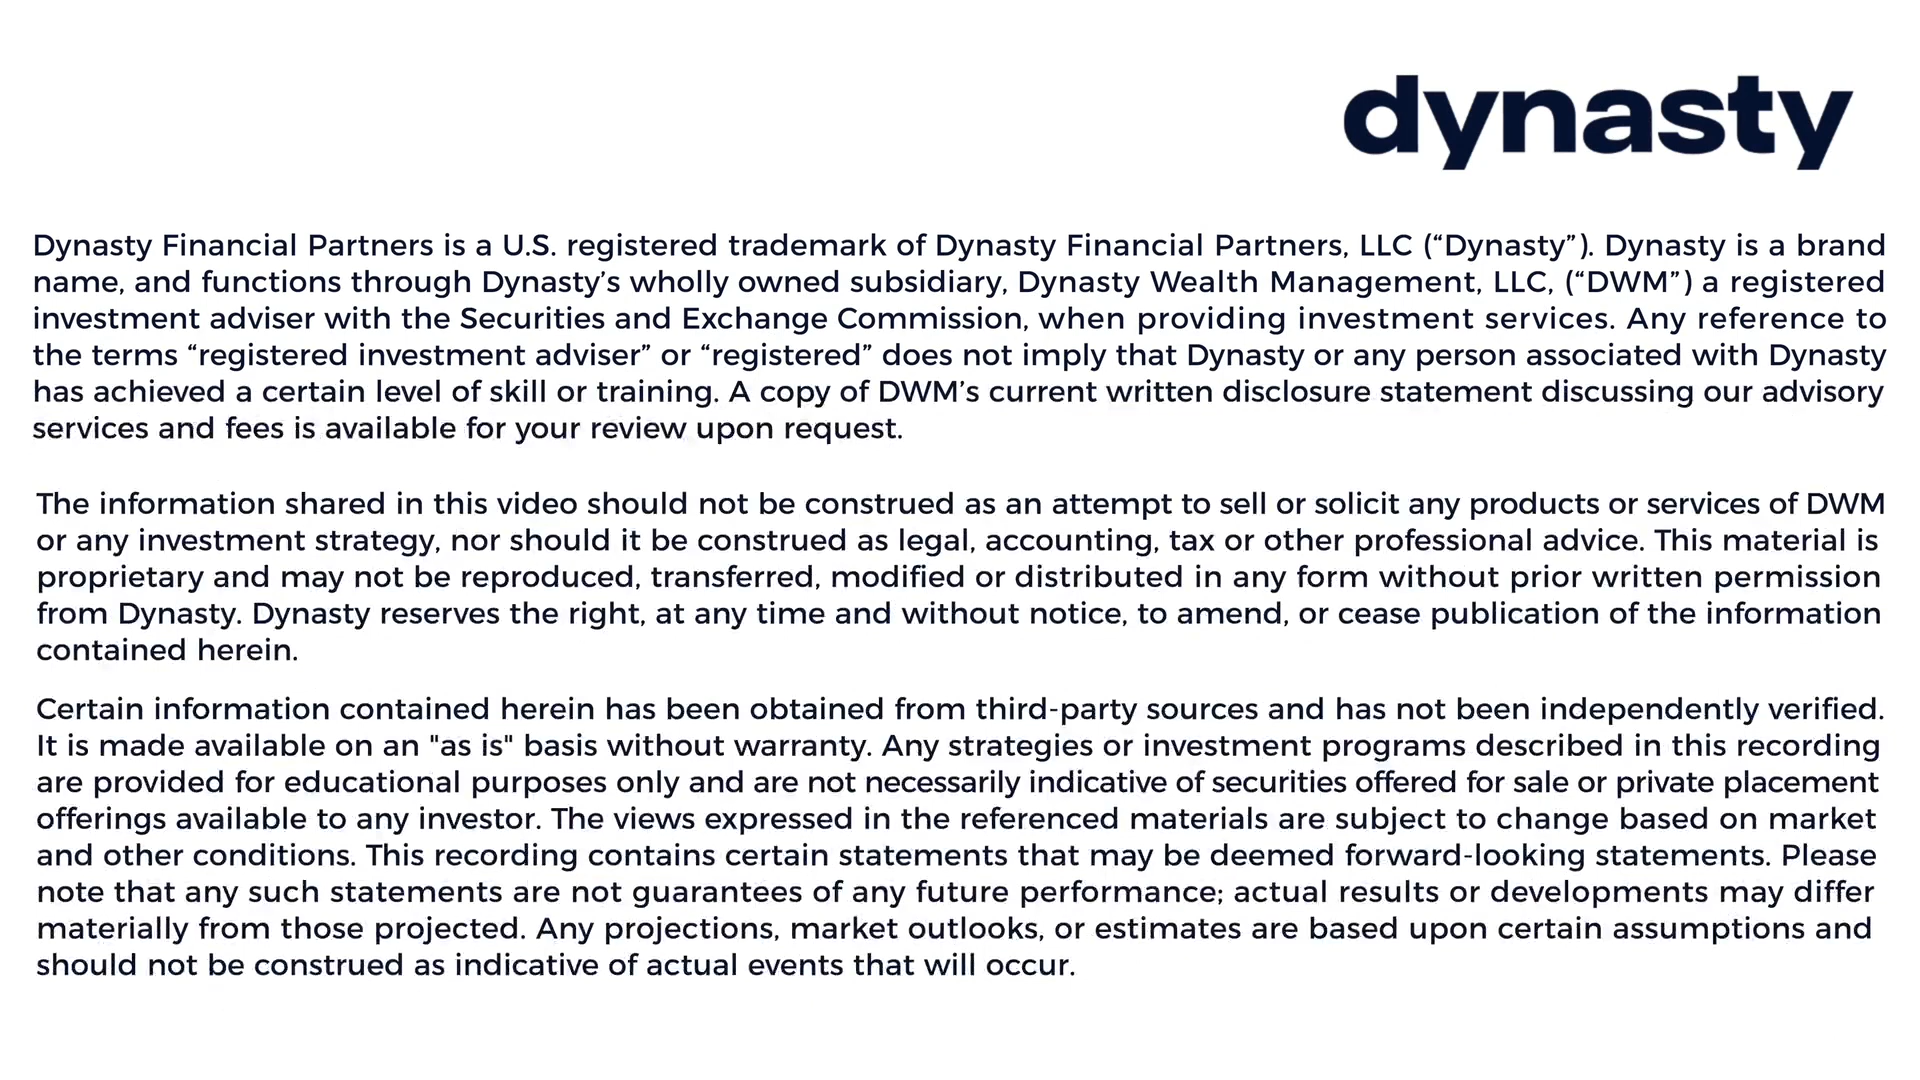 dynasty
Dynasty Financial Partners is a U.S. registered trademark of Dynasty Financial Partners, LLC (“Dynasty”). Dynasty is a brand
name, and functions through Dynasty’s wholly owned subsidiary, Dynasty Wealth Management, LLC, (“DWM”) a registered
investment adviser with the Securities and Exchange Commission, when providing investment services. Any reference to
the terms “registered investment adviser” or “registered” does not imply that Dynasty or any person associated with Dynasty
has achieved a certain level of skill or training. A copy of DWM’s current written disclosure statement discussing our advisory
services and fees is available for your review upon request.
The information shared in this video should not be construed as an attempt to sell or solicit any products or services of DWM
or any investment strategy, nor should it be construed as legal, accounting, tax or other professional advice. This material is
proprietary and may not be reproduced, transferred, modified or distributed in any form without prior written permission
from Dynasty. Dynasty reserves the right, at any time and without notice, to amend, or cease publication of the information
contained herein.
Certain information contained herein has been obtained from third-party sources and has not been independently verified.
It is made available on an "as is" basis without warranty. Any strategies or investment programs described in this recording
are provided for educational purposes only and are not necessarily indicative of securities offered for sale or private placement
offerings available to any investor. The views expressed in the referenced materials are subject to change based on market
and other conditions. This recording contains certain statements that may be deemed forward-looking statements. Please
note that any such statements are not guarantees of any future performance; actual results or developments may differ
materially from those projected. Any projections, market outlooks, or estimates are based upon certain assumptions and
should not be construed as indicative of actual events that will occur.